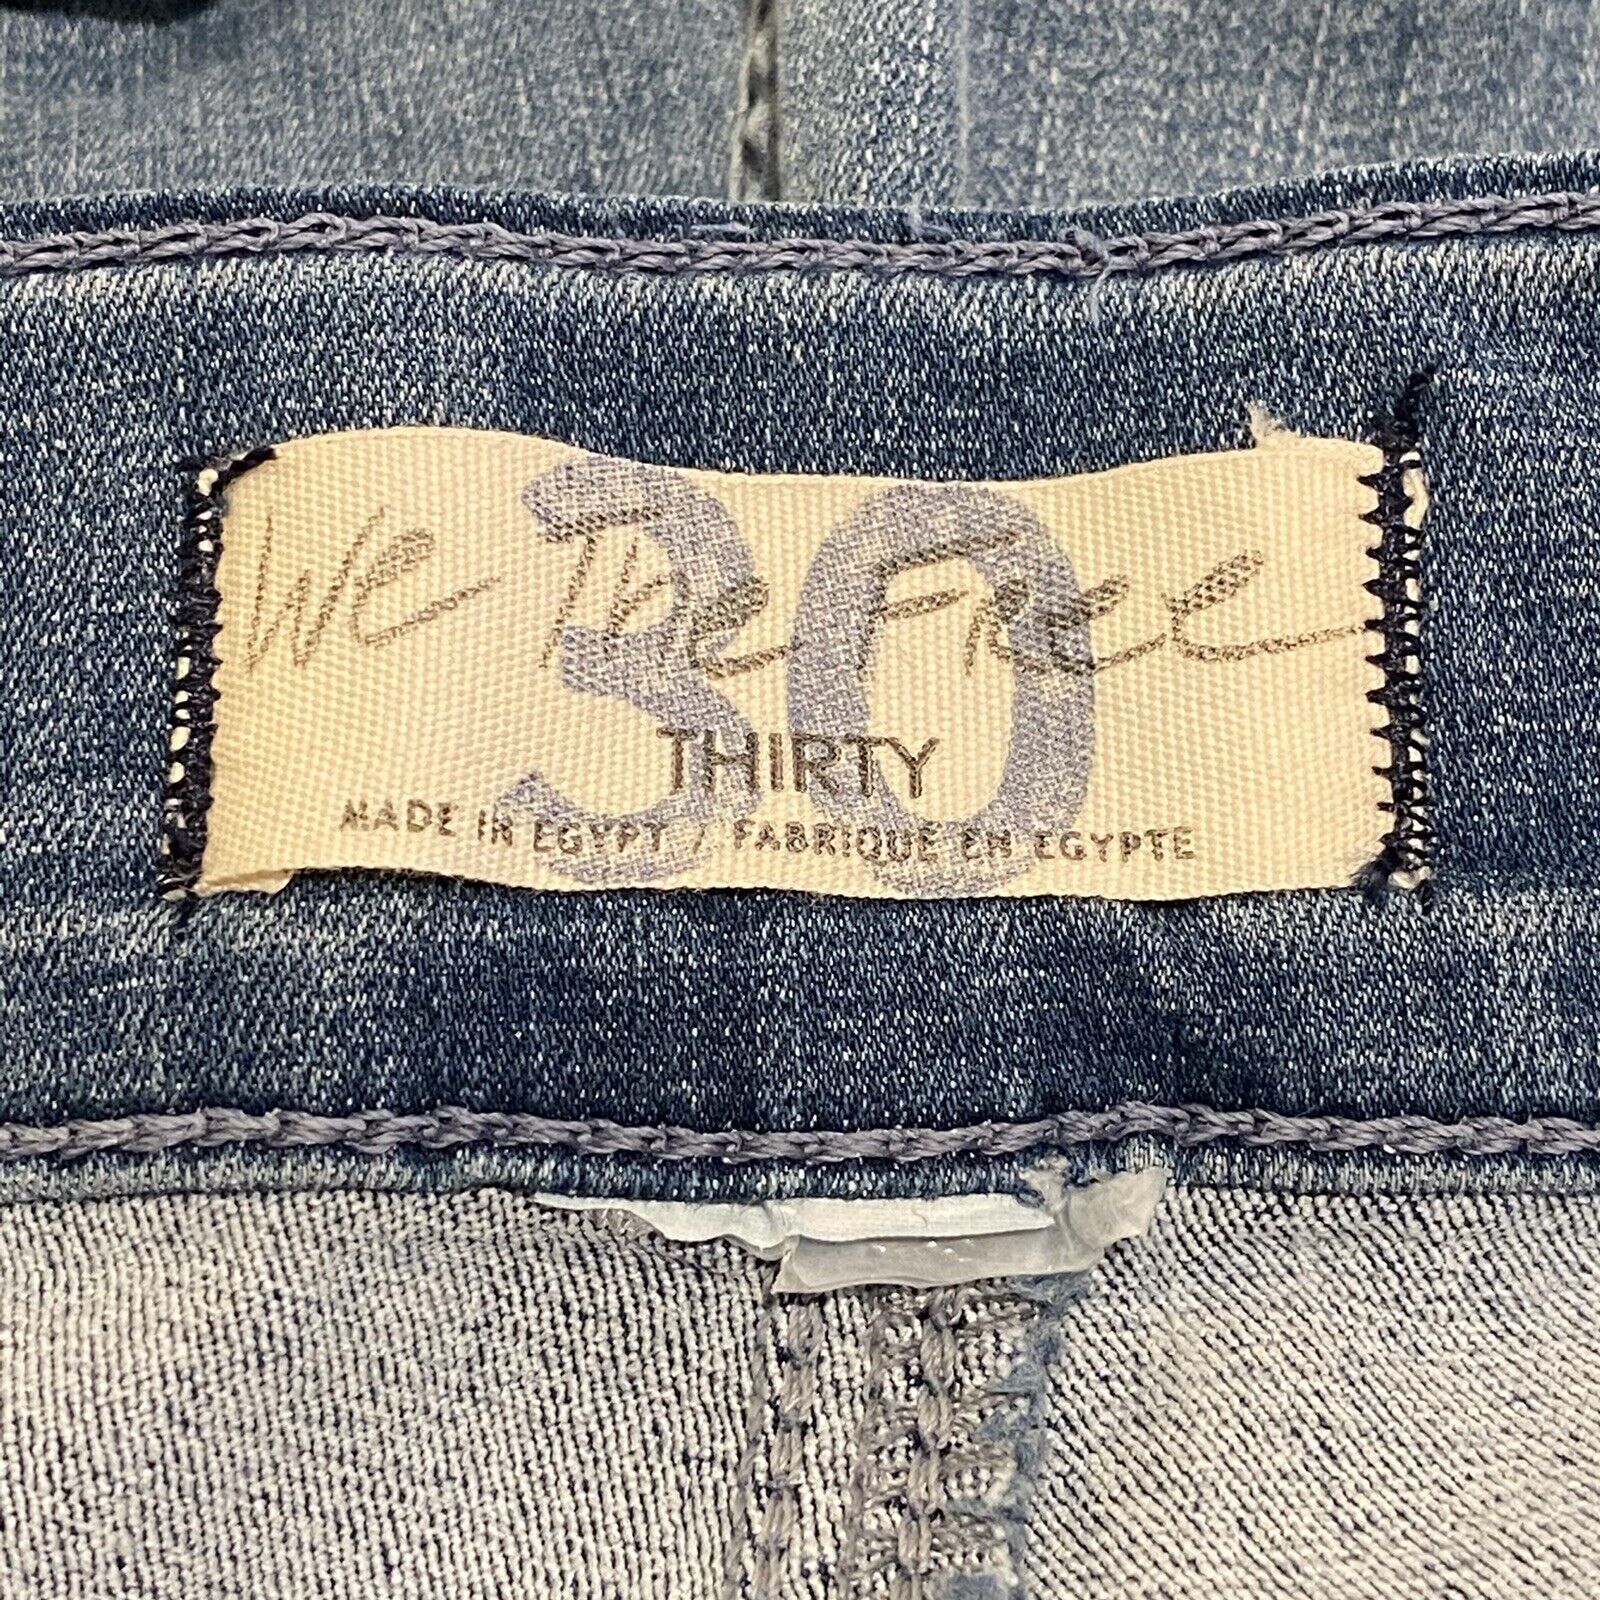 We The Free
30
THIRTY
MADE IN EGYPT / FABRIQUE EN EGYPTE